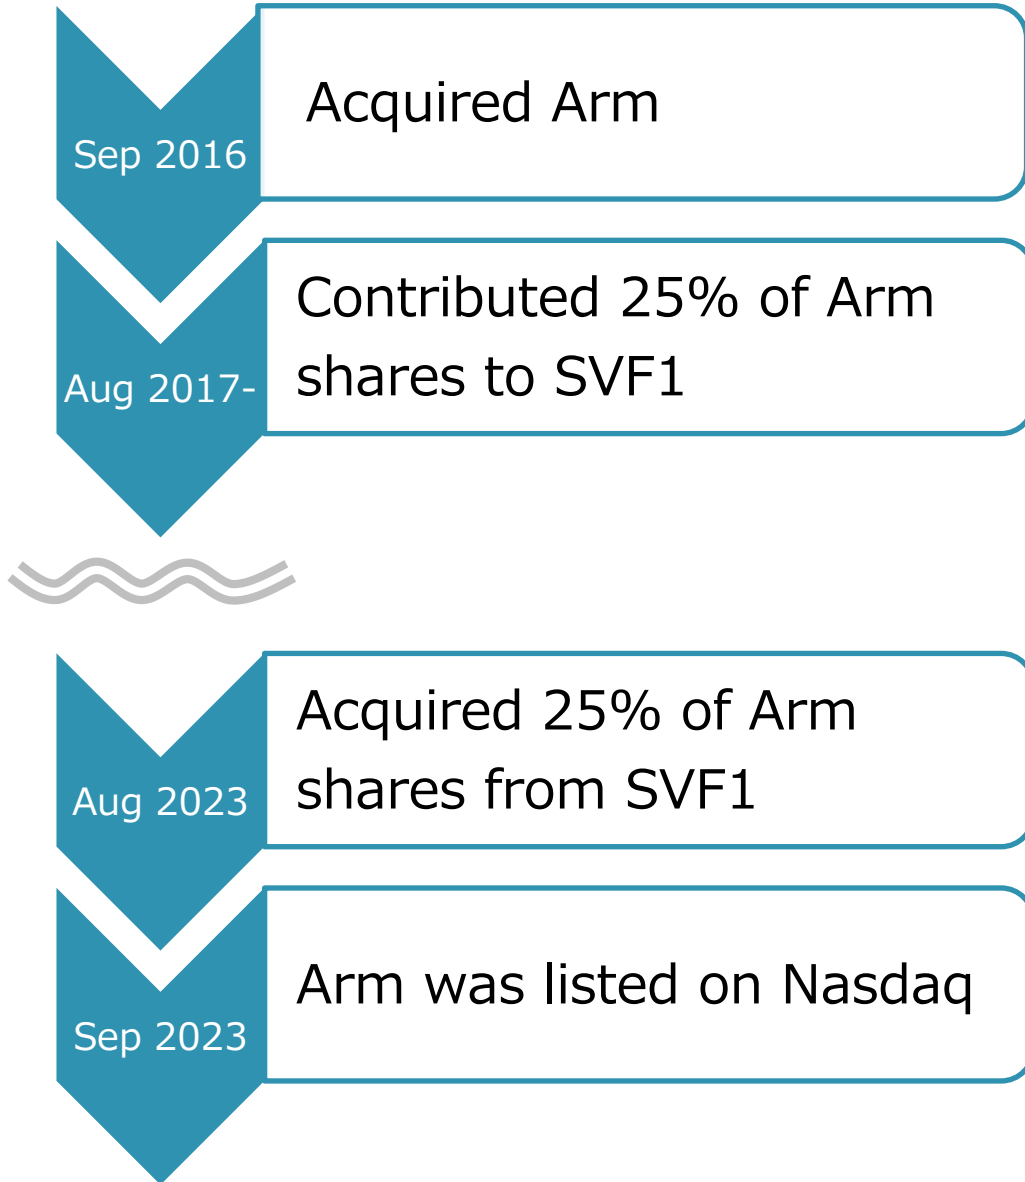 Sep 2016
Acquired Arm
Aug 2017-
Contributed 25% of Arm
shares to SVF1
Aug 2023
Acquired 25% of Arm
shares from SVF1
Sep 2023
Arm was listed on Nasdaq